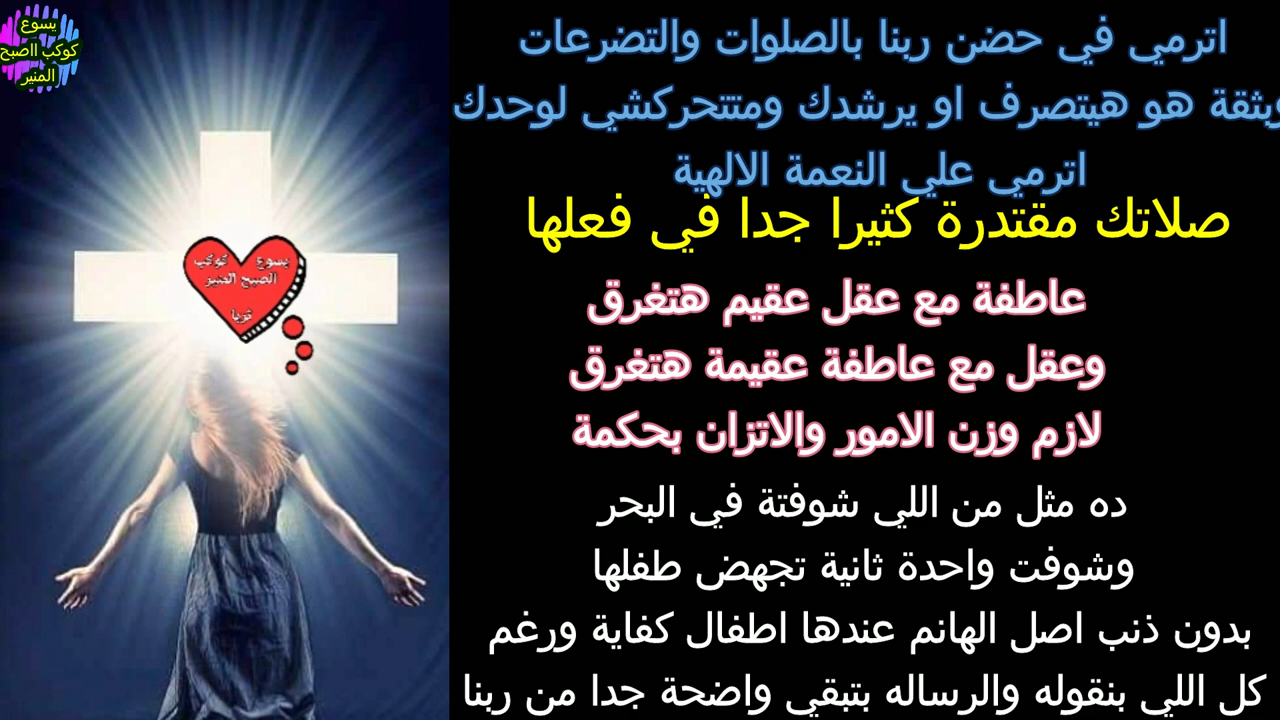 يسوع
كوكب االصبح
المنير
يسوع كوكب
الصبح المنير
ثريا
اترمي في حضن ربنا بالصلوات والتضرعات
وبثقة هو هيتصرف او يرشدك ومتتحركشي لوحدك
اترمي علي النعمة الالهية
صلاتك مقتدرة كثيرا جدا في فعلها
عاطفة مع عقل عقيم هتغرق
وعقل مع عاطفة عقيمة هتغرق
لازم وزن الامور والاتزان بحكمة
ده مثل من اللي شوفتة في البحر
وشوفت واحدة ثانية تجهض طفلها
بدون ذنب اصل الهانم عندها اطفال كفاية ورغم
كل اللي بنقوله والرساله بتبقي واضحة جدا من ربنا